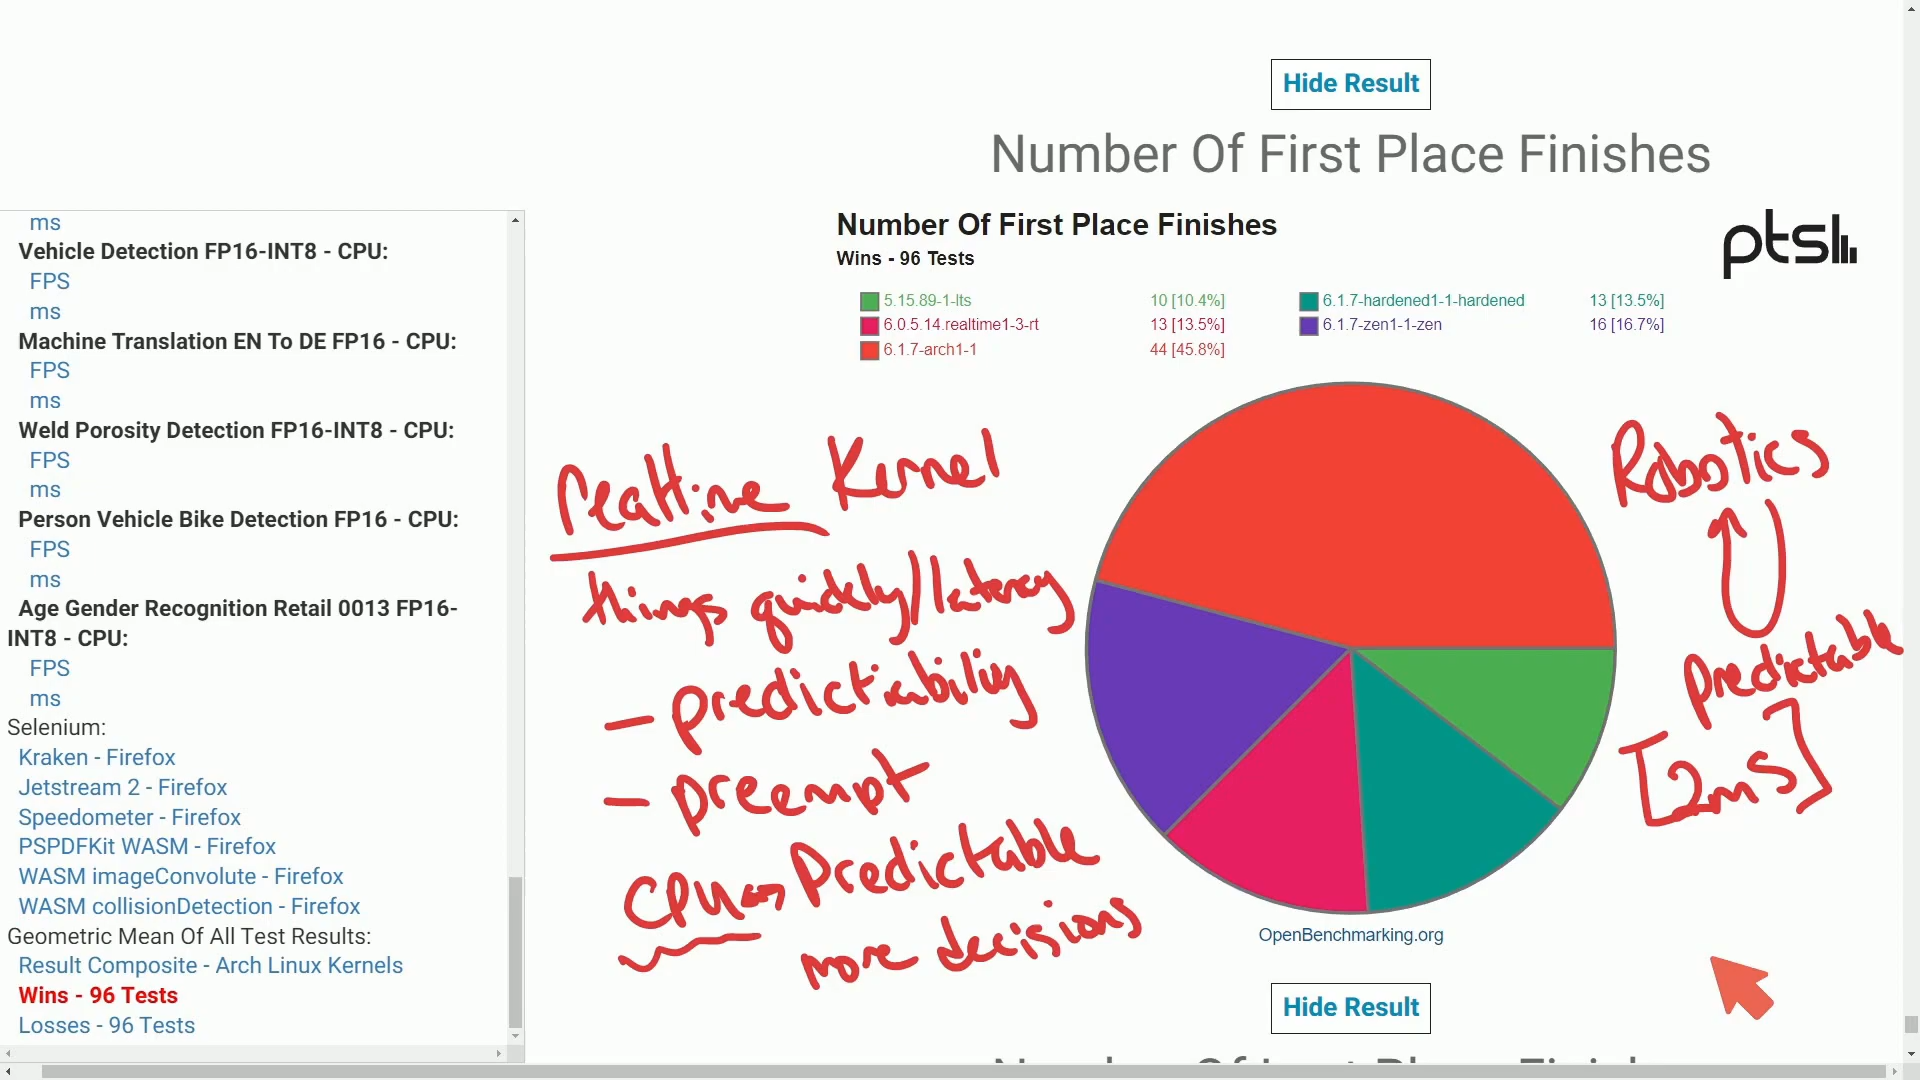 Hide Result
Number Of First Place Finishes
Number Of First Place Finishes
Wins - 96 Tests
ptsl
5.15.89-1-lts 10 [10.4%] 6.1.7-hardened1-1-hardened 13 [13.5%]
6.0.5.14.realtime1-3-rt 13 [13.5%] 6.1.7-zen1-1-zen 16 [16.7%]
6.1.7-arch1-1 44 [45.8%]
ms
Vehicle Detection FP16-INT8 - CPU:
FPS
ms
Machine Translation EN To DE FP16 - CPU:
FPS
ms
Weld Porosity Detection FP16-INT8 - CPU:
FPS
ms
Person Vehicle Bike Detection FP16 - CPU:
FPS
ms
Age Gender Recognition Retail 0013 FP16-
INT8 - CPU:
FPS
ms
Selenium:
Kraken - Firefox
Jetstream 2 - Firefox
Speedometer - Firefox
PSPDFKit WASM - Firefox
WASM imageConvolute - Firefox
WASM collisionDetection - Firefox
Geometric Mean Of All Test Results:
Result Composite - Arch Linux Kernels
Wins - 96 Tests
Losses - 96 Tests
realtime Kernel
things quickly/latency
- predictability
- preempt
CPU ↔ Predictable
more decisions
Robotics
predictable
[2ms]
OpenBenchmarking.org
Hide Result